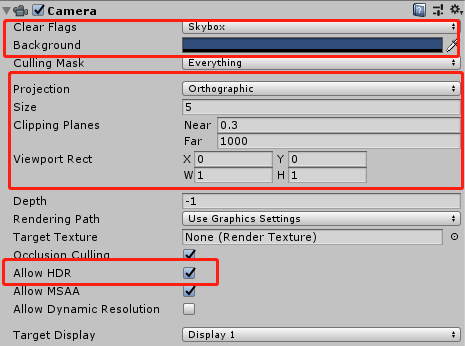 Camera
Clear Flags Skybox
Background
Culling Mask Everything
Projection Orthographic
Size 5
Clipping Planes Near 0.3
Far 1000
Viewport Rect X 0 Y 0
W 1 H 1
Depth -1
Rendering Path Use Graphics Settings
Target Texture None (Render Texture)
Occlusion Culling
Allow HDR
Allow MSAA
Allow Dynamic Resolution
Target Display Display 1